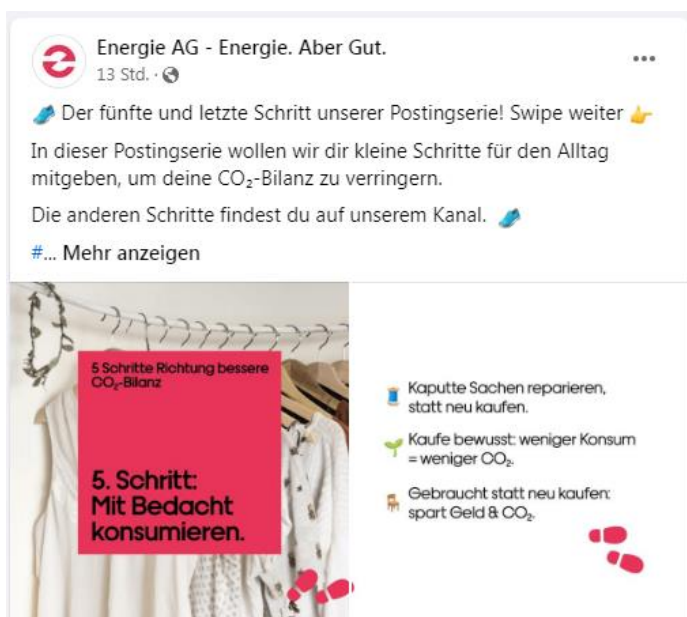 Energie AG - Energie. Aber Gut.
13 Std. ·
Der fünfte und letzte Schritt unserer Postingserie! Swipe weiter
In dieser Postingserie wollen wir dir kleine Schritte für den Alltag
mitgeben, um deine CO₂-Bilanz zu verringern.
Die anderen Schritte findest du auf unserem Kanal.
#... Mehr anzeigen
5 Schritte Richtung bessere
CO₂-Bilanz
5. Schritt:
Mit Bedacht
konsumieren.
Kaputte Sachen reparieren,
statt neu kaufen.
Kaufe bewusst: weniger Konsum
= weniger CO₂.
Gebraucht statt neu kaufen:
spart Geld & CO₂.